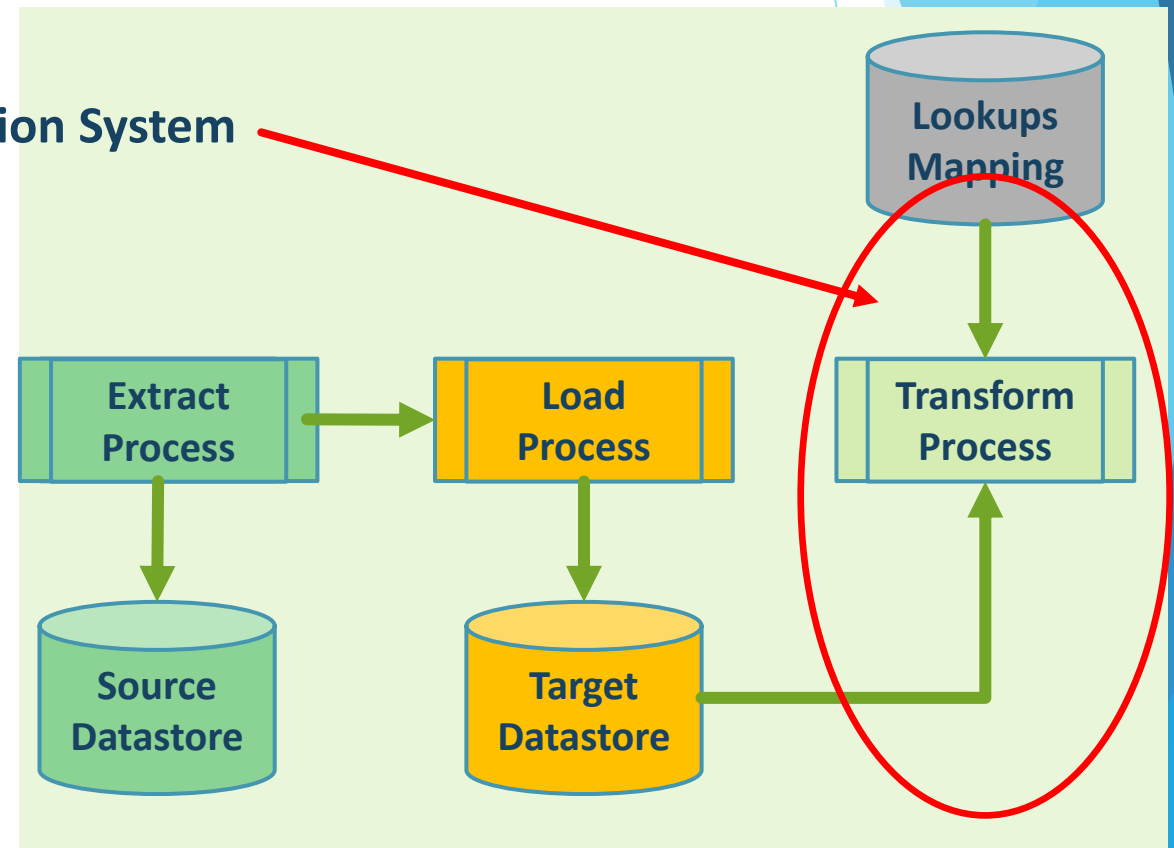 ion System
Lookups
Mapping
Extract
Process
Load
Process
Transform
Process
Source
Datastore
Target
Datastore